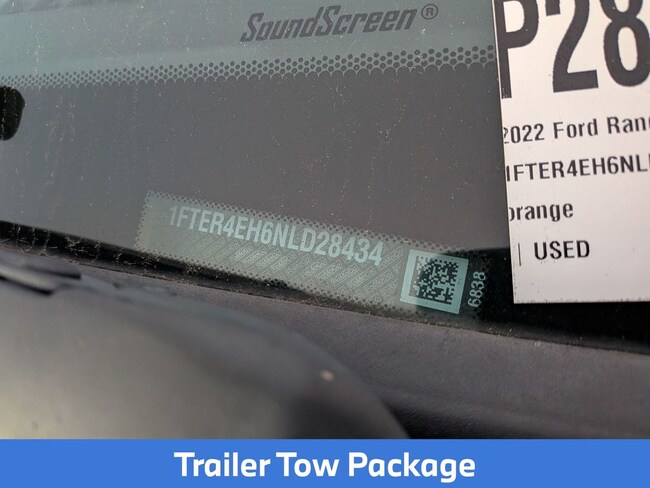 SoundScreen®
P28
2022 Ford Ran
1FTER4EH6NL
orange
| USED
1FTER4EH6NLD28434
6838
Trailer Tow Package